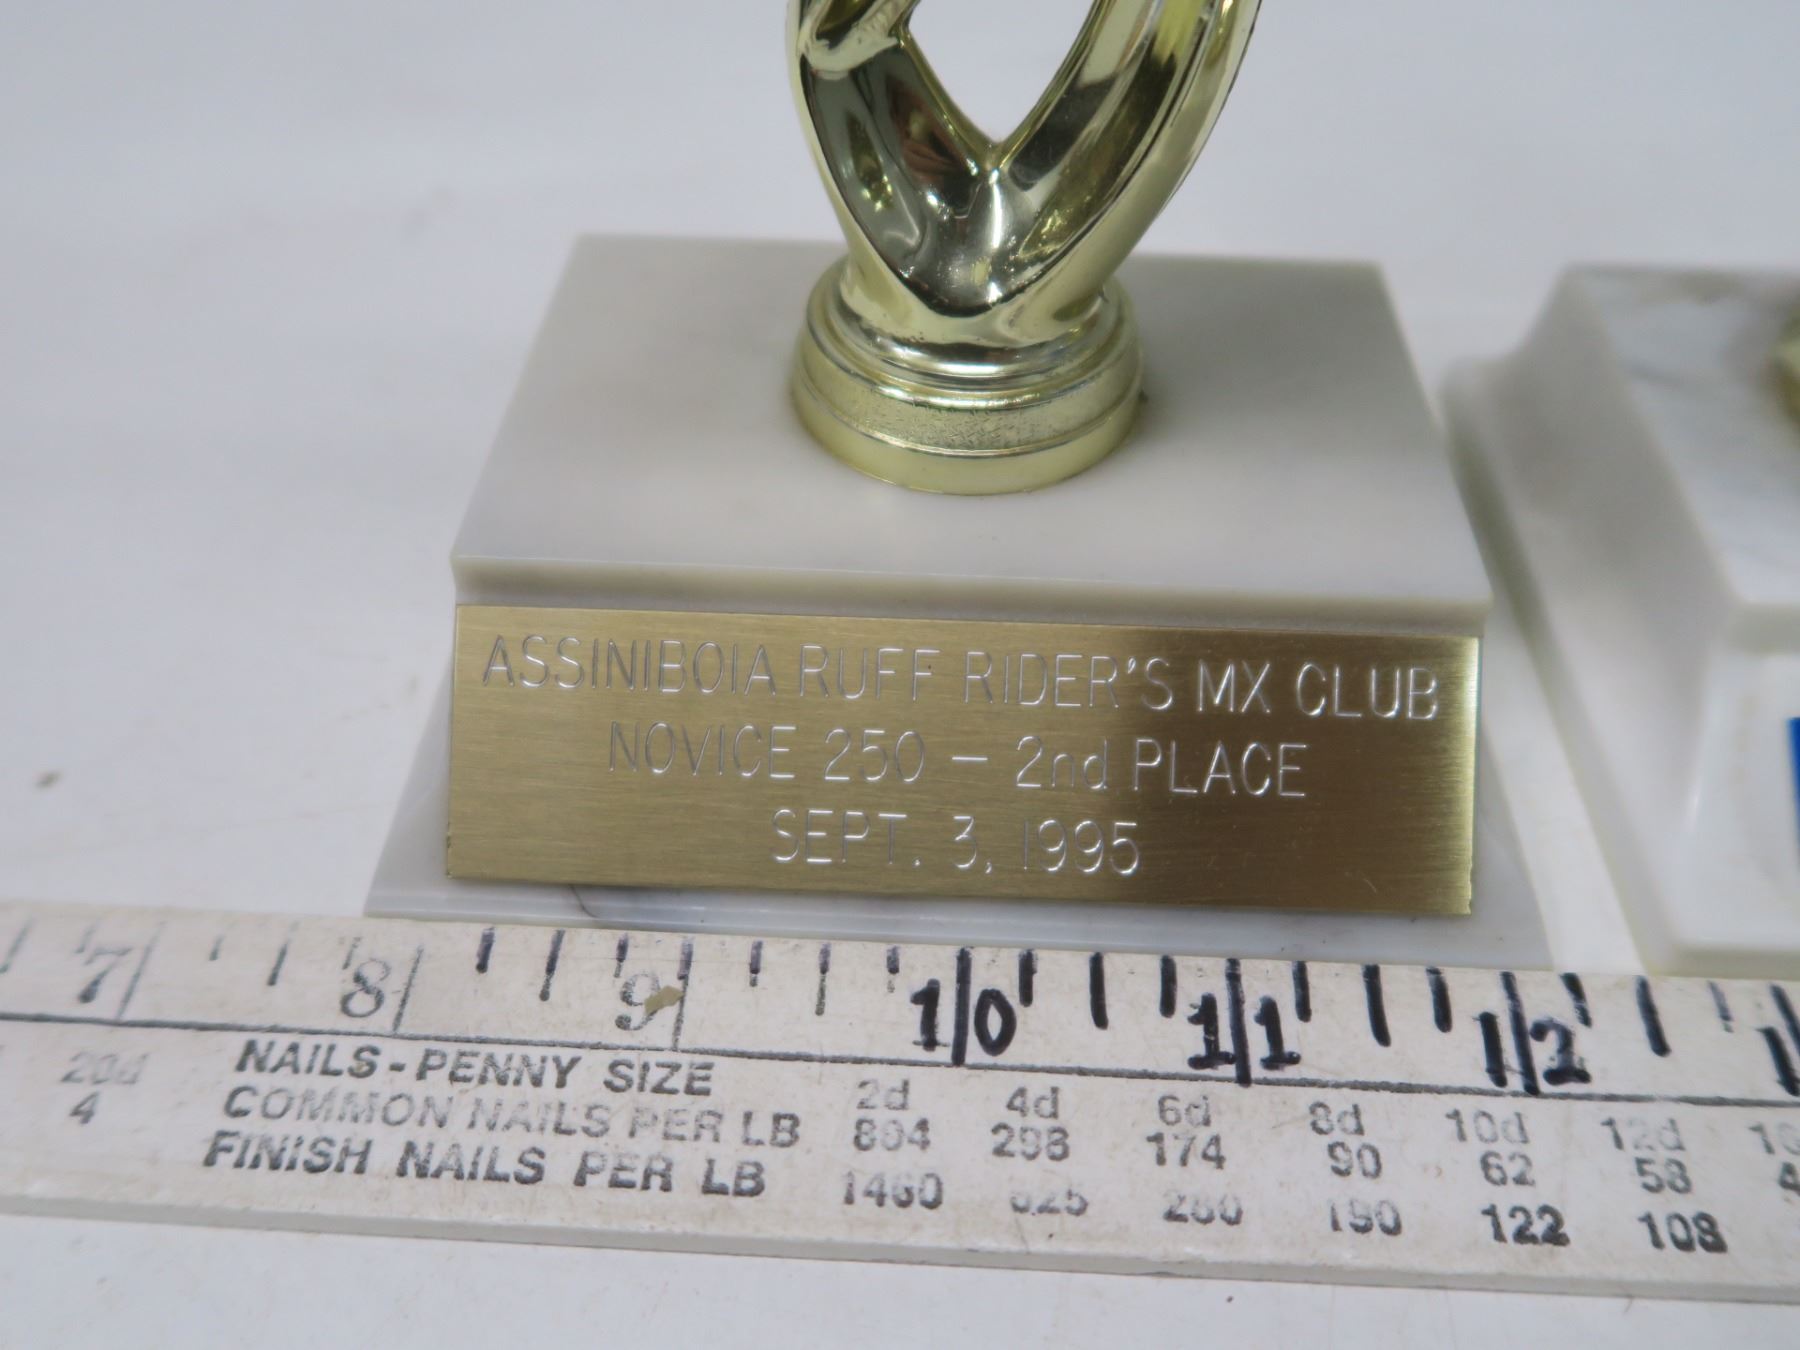 ASSINIBOIA RUFF RIDER'S MX CLUB
NOVICE 250 - 2nd PLACE
SEPT. 3, 1995
7 8 9 10 11 12
20d NAILS-PENNY SIZE 2d 4d 6d 8d 10d 12d
4 COMMON NAILS PER LB 864 296 174 90 62 58
FINISH NAILS PER LB 1460 190 122 108